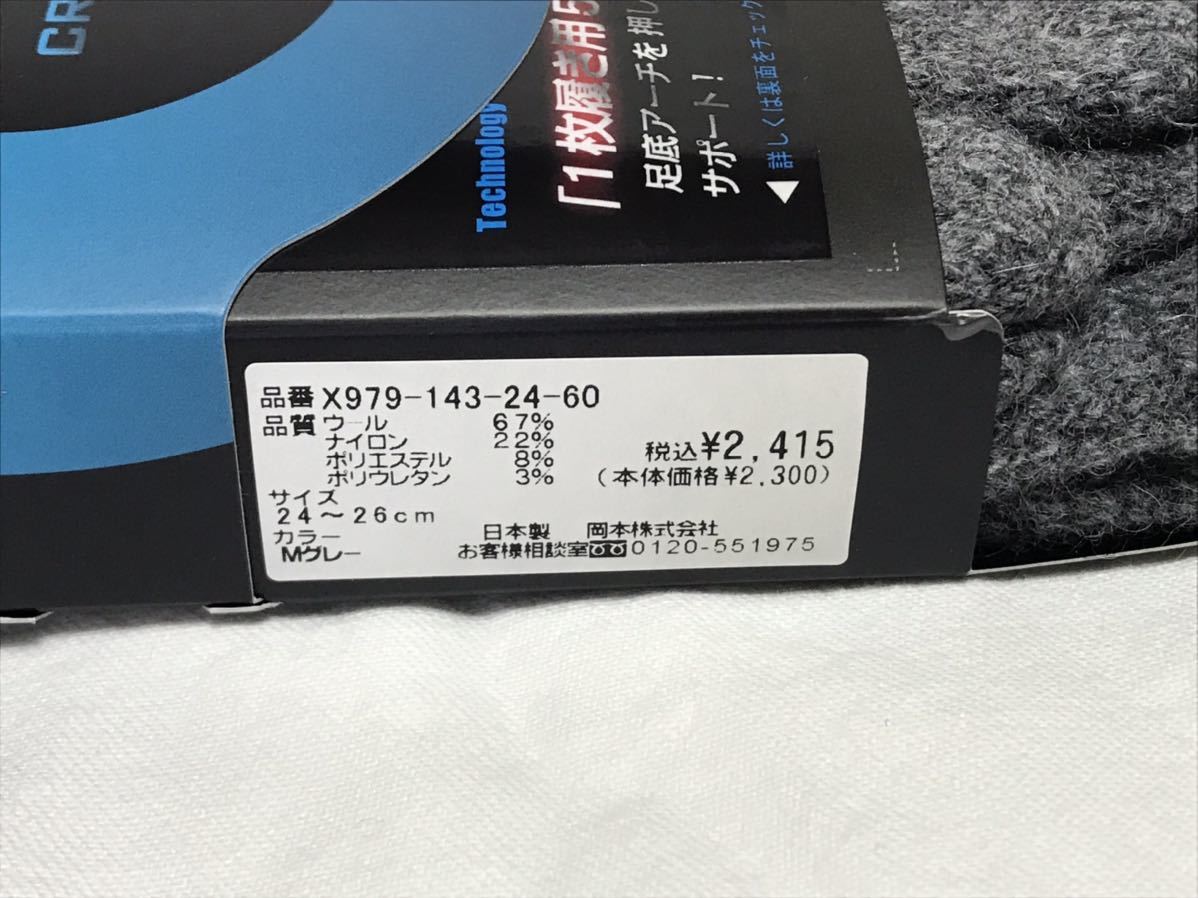 CR
Technology
「1枚履き用5
足底アーチを押し
サポート!
◀詳しくは裏面をチェック
品番 X979-143-24-60
品質 ウール 67%
ナイロン 22%
ポリエステル 8%
ポリウレタン 3%
税込¥2,415
(本体価格¥2,300)
サイズ
24~26cm
カラー
Mグレー
日本製 岡本株式会社
お客様相談室 0120-551975